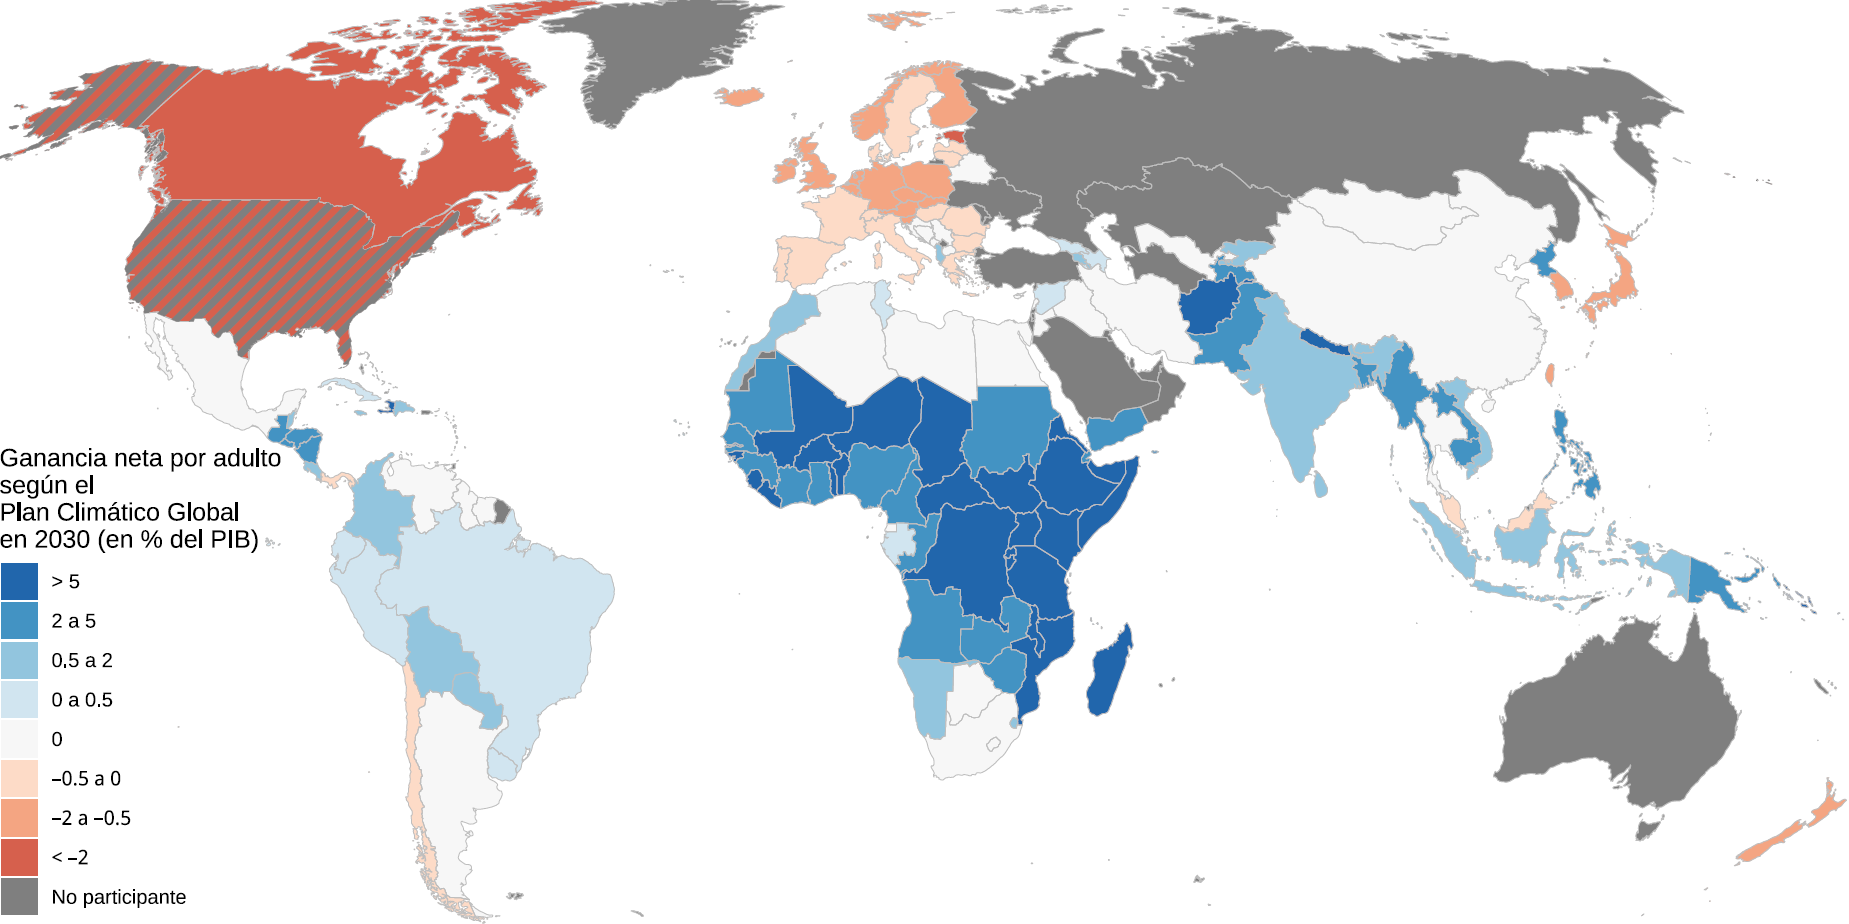 Ganancia neta por adulto
según el
Plan Climático Global
en 2030 (en % del PIB)
> 5
2 a 5
0.5 a 2
0 a 0.5
0
–0.5 a 0
–2 a –0.5
< –2
No participante